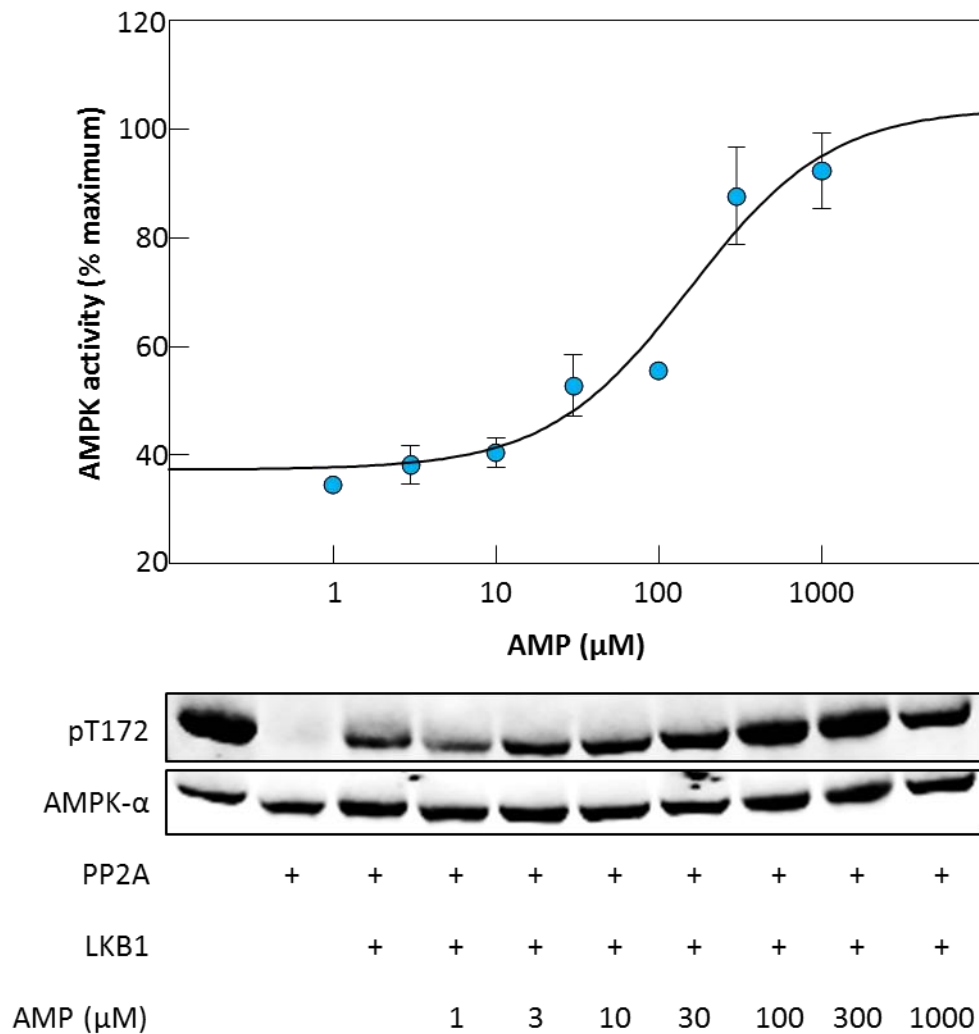 120
100
80
60
40
20
AMPK activity (% maximum)
1 10 100 1000
AMP (µM)
pT172
AMPK-α
PP2A + + + + + + + + +
LKB1 + + + + + + + +
AMP (µM) 1 3 10 30 100 300 1000